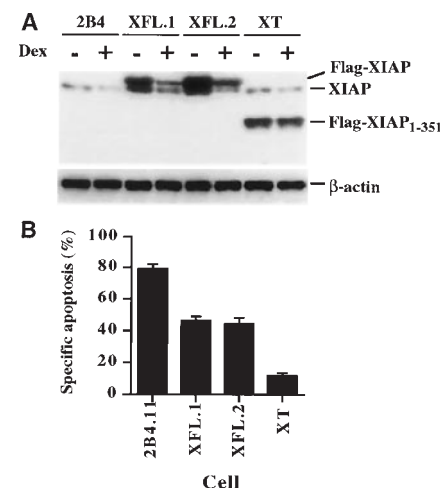 A
2B4 XFL.1 XFL.2 XT
Dex - + - + - + - +
Flag-XIAP
XIAP
Flag-XIAP1-351
β-actin
B
Specific apoptosis (%)
100
80
60
40
20
0
2B4.11
XFL.1
XFL.2
XT
Cell